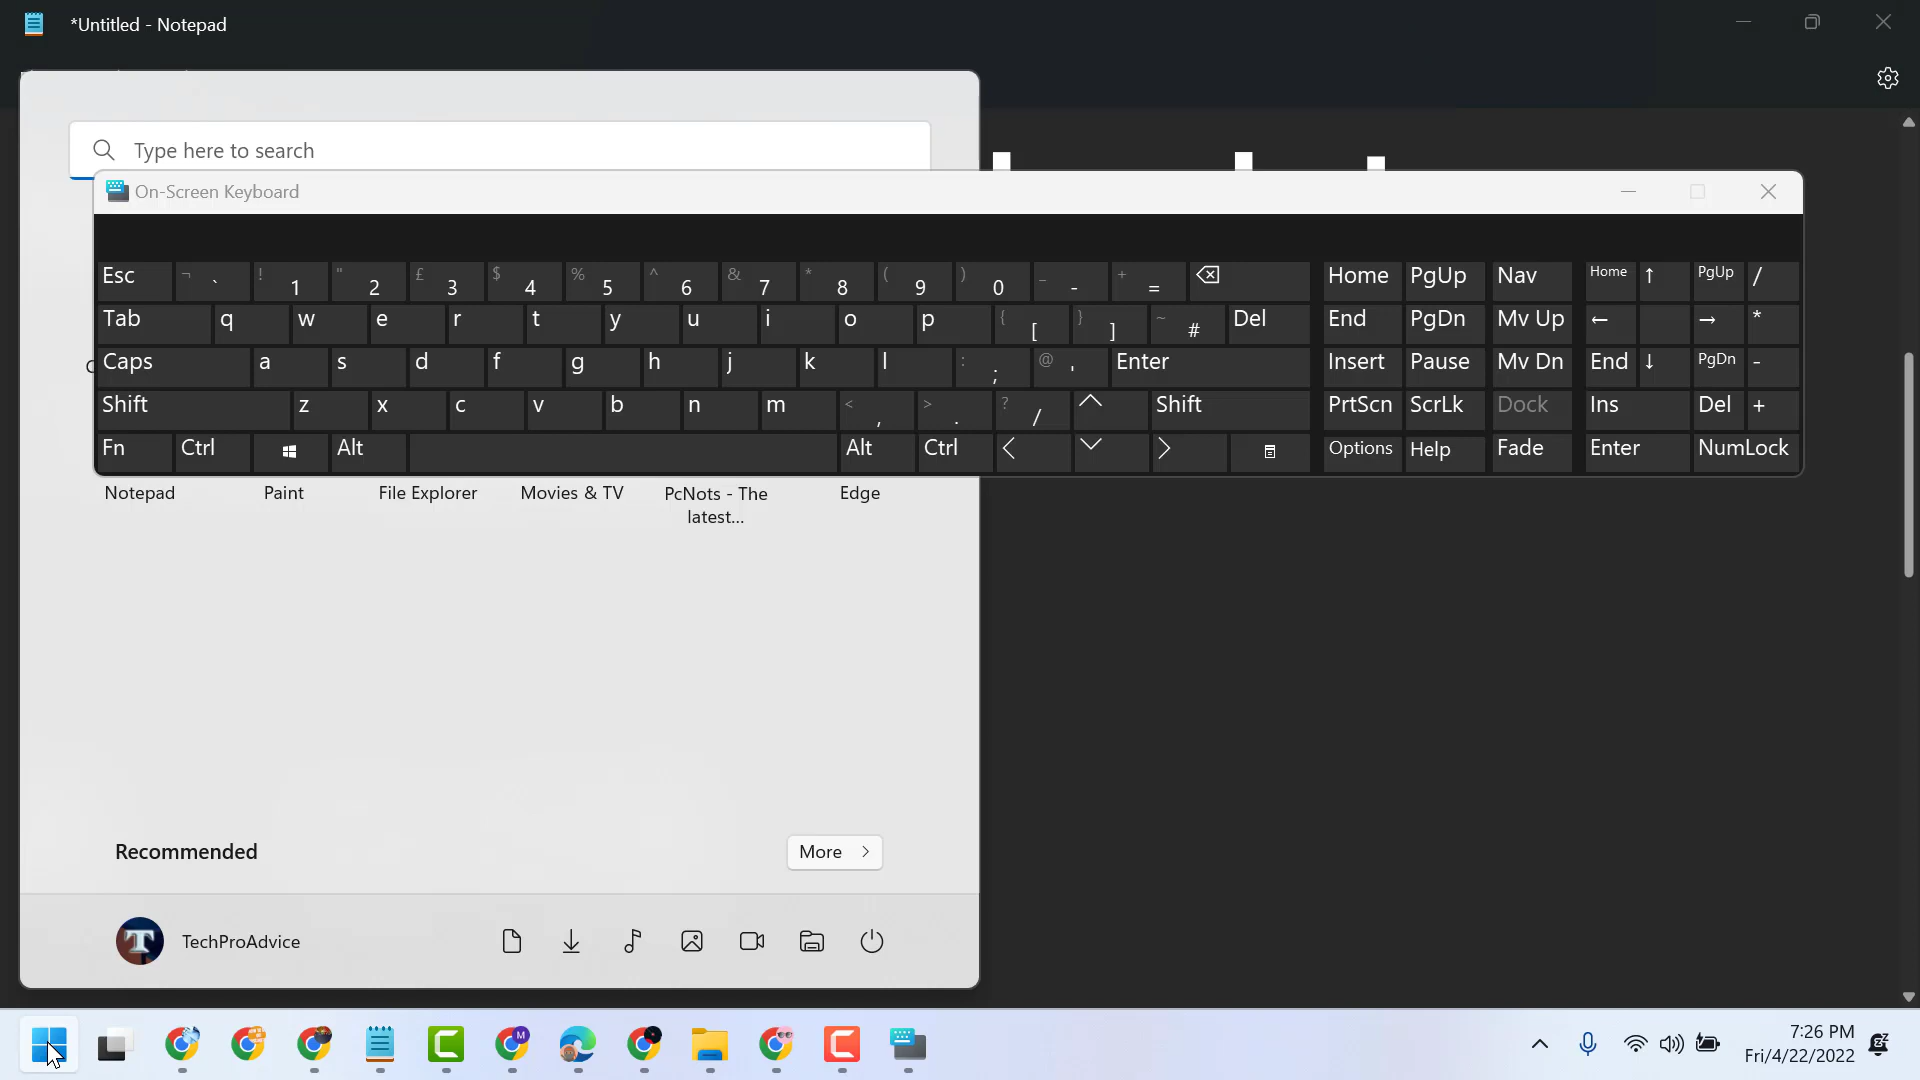 *Untitled - Notepad
Type here to search
On-Screen Keyboard
Esc ¬ ` ! 1 " 2 £ 3 $ 4 % 5 ^ 6 & 7 * 8 ( 9 ) 0 _ - + = Home PgUp Nav Home ↑ PgUp /
Tab q w e r t y u i o p { [ } ] ~ # Del End PgDn Mv Up ← → *
Caps a s d f g h j k l : ; @ ' Enter Insert Pause Mv Dn End ↓ PgDn -
Shift z x c v b n m < , > . ? / Shift PrtScn ScrLk Dock Ins Del +
Fn Ctrl Alt Alt Ctrl Options Help Fade Enter NumLock
Notepad Paint File Explorer Movies & TV PcNots - The Edge
latest...
Recommended More >
TechProAdvice
7:26 PM
Fri/4/22/2022